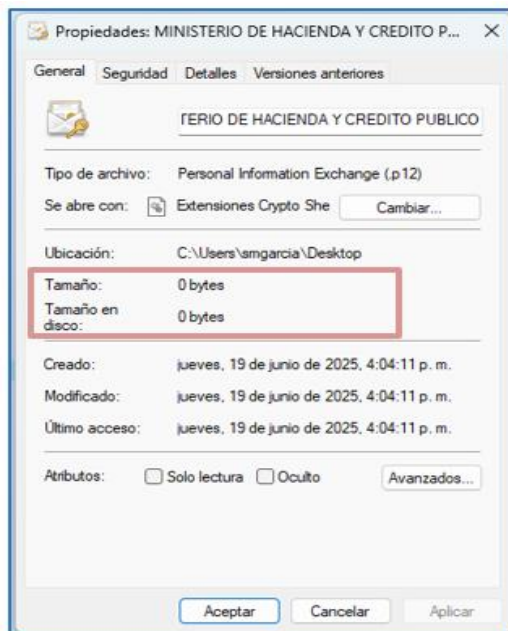 Propiedades: MINISTERIO DE HACIENDA Y CREDITO P...
General Seguridad Detalles Versiones anteriores
TERIO DE HACIENDA Y CREDITO PUBLICO
Tipo de archivo: Personal Information Exchange (.p12)
Se abre con: Extensiones Crypto She Cambiar...
Ubicación: C:\Users\smgarcia\Desktop
Tamaño: 0 bytes
Tamaño en disco: 0 bytes
Creado: jueves, 19 de junio de 2025, 4:04:11 p. m.
Modificado: jueves, 19 de junio de 2025, 4:04:11 p. m.
Último acceso: jueves, 19 de junio de 2025, 4:04:11 p. m.
Atributos: Solo lectura Oculto Avanzados...
Aceptar Cancelar Aplicar